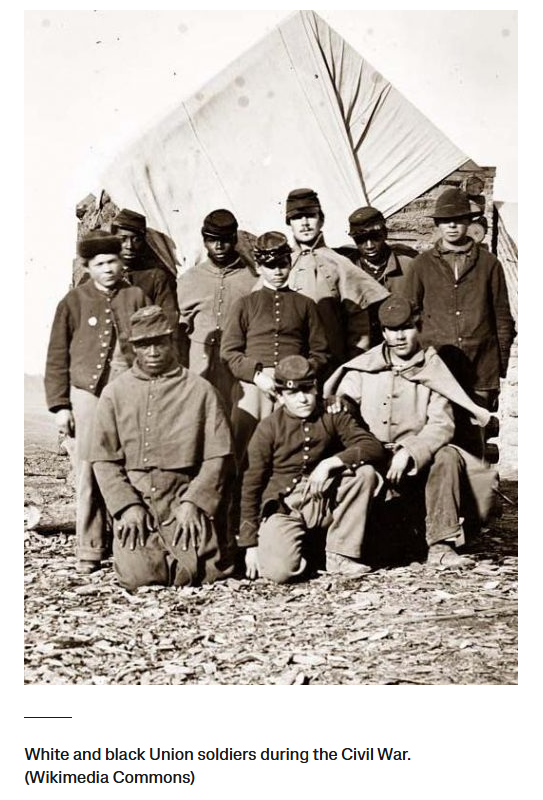 White and black Union soldiers during the Civil War.
(Wikimedia Commons)